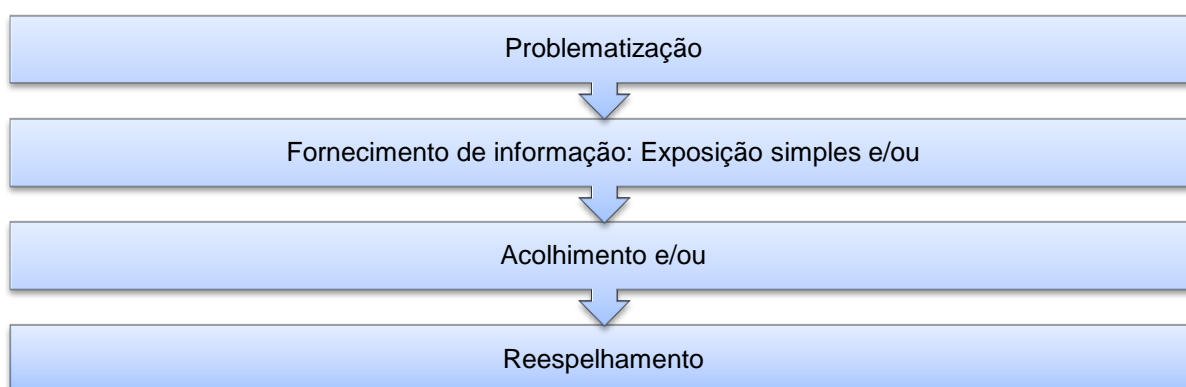 Problematização
Fornecimento de informação: Exposição simples e/ou
Acolhimento e/ou
Reespelhamento